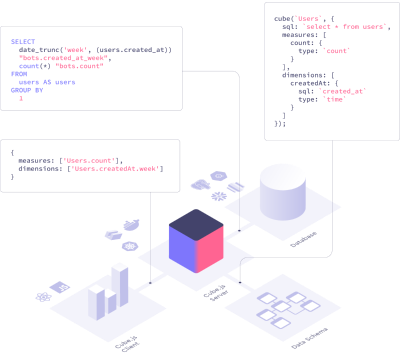 SELECT
date_trunc('week', (users.created_at))
"bots.created_at_week",
count(*) "bots.count"
FROM
users AS users
GROUP BY
1
cube(`Users`, {
sql: `select * from users`,
measures: [
count: {
type: `count`
}
],
dimensions: [
createdAt: {
sql: `created_at`
type: `time`
}
]
});
{
measures: ['Users.count'],
dimensions: ['Users.createdAt.week']
}
Database
Cube.js
Server
Cube.js
Client
Data Schema
JS